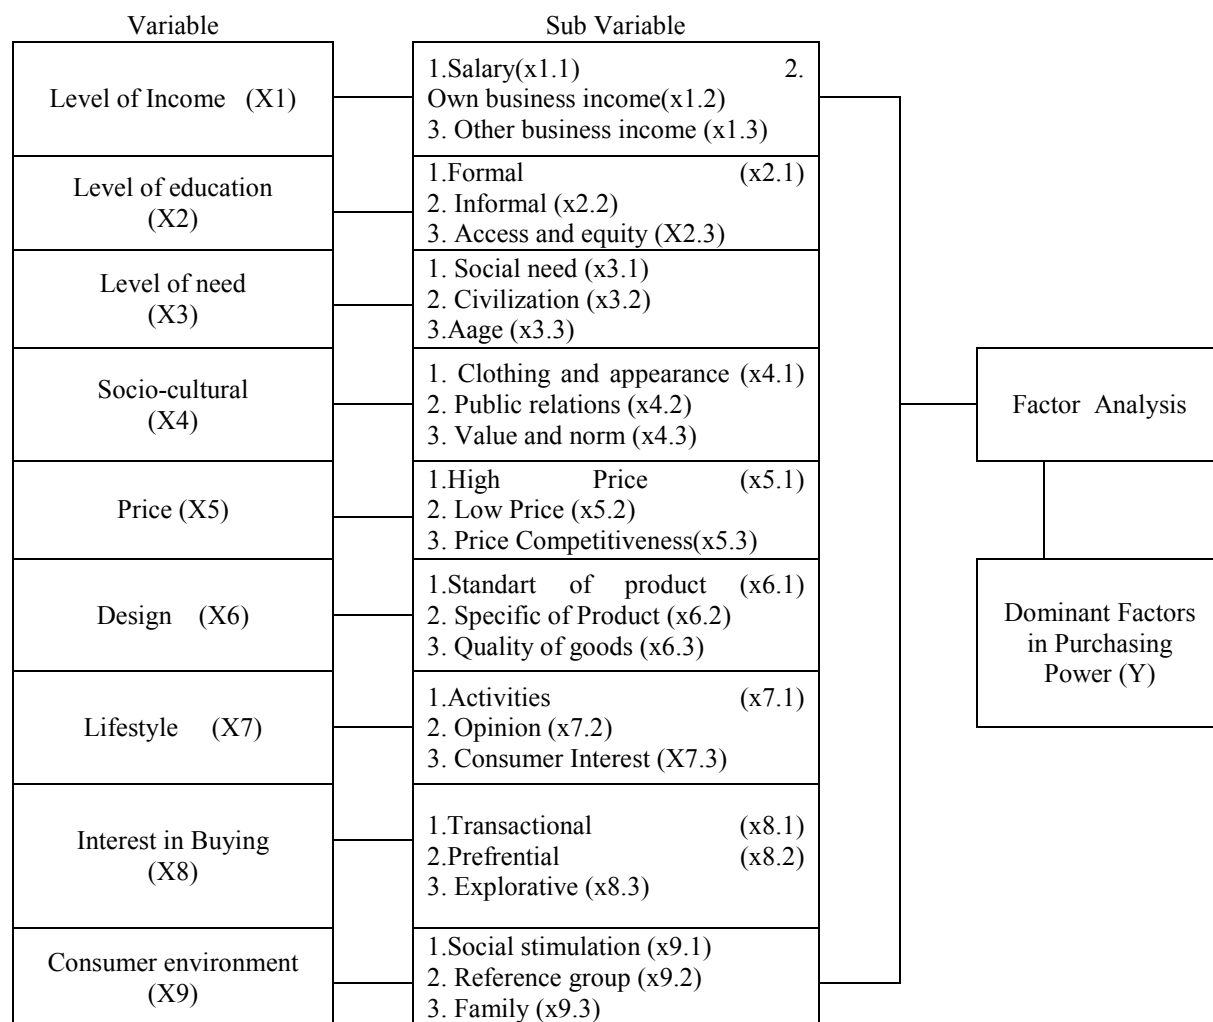 Variable
Sub Variable
Level of Income (X1)
1.Salary(x1.1) 2.
Own business income(x1.2)
3. Other business income (x1.3)
Level of education
(X2)
1.Formal (x2.1)
2. Informal (x2.2)
3. Access and equity (X2.3)
Level of need
(X3)
1. Social need (x3.1)
2. Civilization (x3.2)
3.Aage (x3.3)
Socio-cultural
(X4)
1. Clothing and appearance (x4.1)
2. Public relations (x4.2)
3. Value and norm (x4.3)
Price (X5)
1.High Price (x5.1)
2. Low Price (x5.2)
3. Price Competitiveness(x5.3)
Design (X6)
1.Standart of product (x6.1)
2. Specific of Product (x6.2)
3. Quality of goods (x6.3)
Lifestyle (X7)
1.Activities (x7.1)
2. Opinion (x7.2)
3. Consumer Interest (X7.3)
Interest in Buying
(X8)
1.Transactional (x8.1)
2.Prefrential (x8.2)
3. Explorative (x8.3)
Consumer environment
(X9)
1.Social stimulation (x9.1)
2. Reference group (x9.2)
3. Family (x9.3)
Factor Analysis
Dominant Factors
in Purchasing
Power (Y)